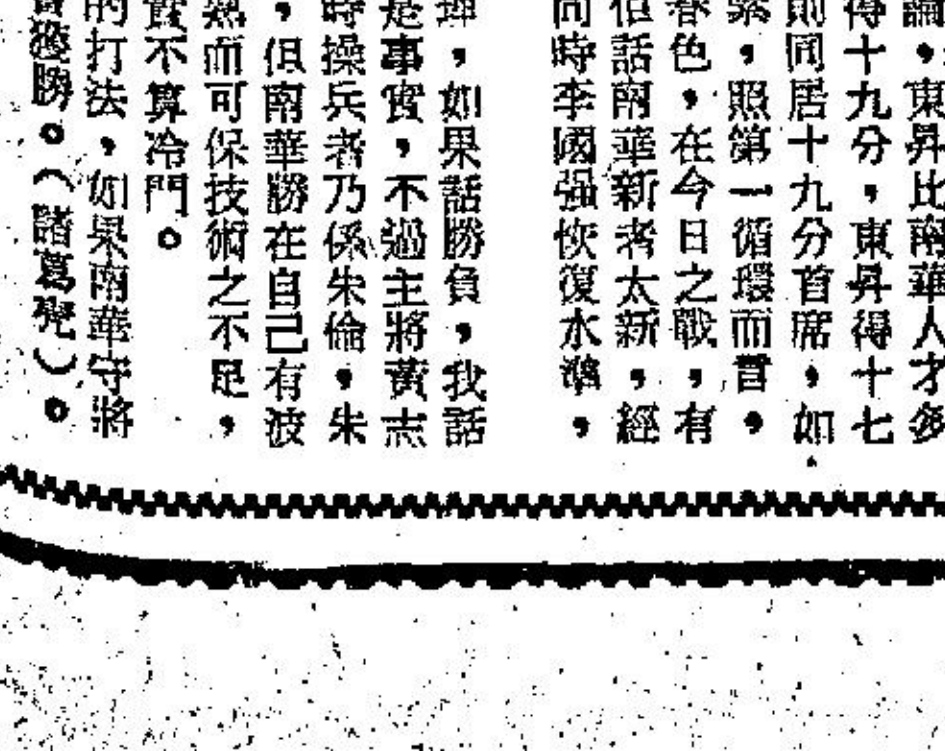 論，東昇比南華人才多
得十九分，東昇得十七
則同居十九分首席，如
，照第一循環而言。
春色，在今日之戰，有
但話南華新者太新，經
同時李國强恢復水準，
，如果話勝負，我話
是事實，不過主將黃志
時操兵者乃係朱倫，朱
，但南華勝在自己有波
熟而可保技術之不足，
實不算冷門。
的打法，如果南華守將
後勝。（諸葛兜）。